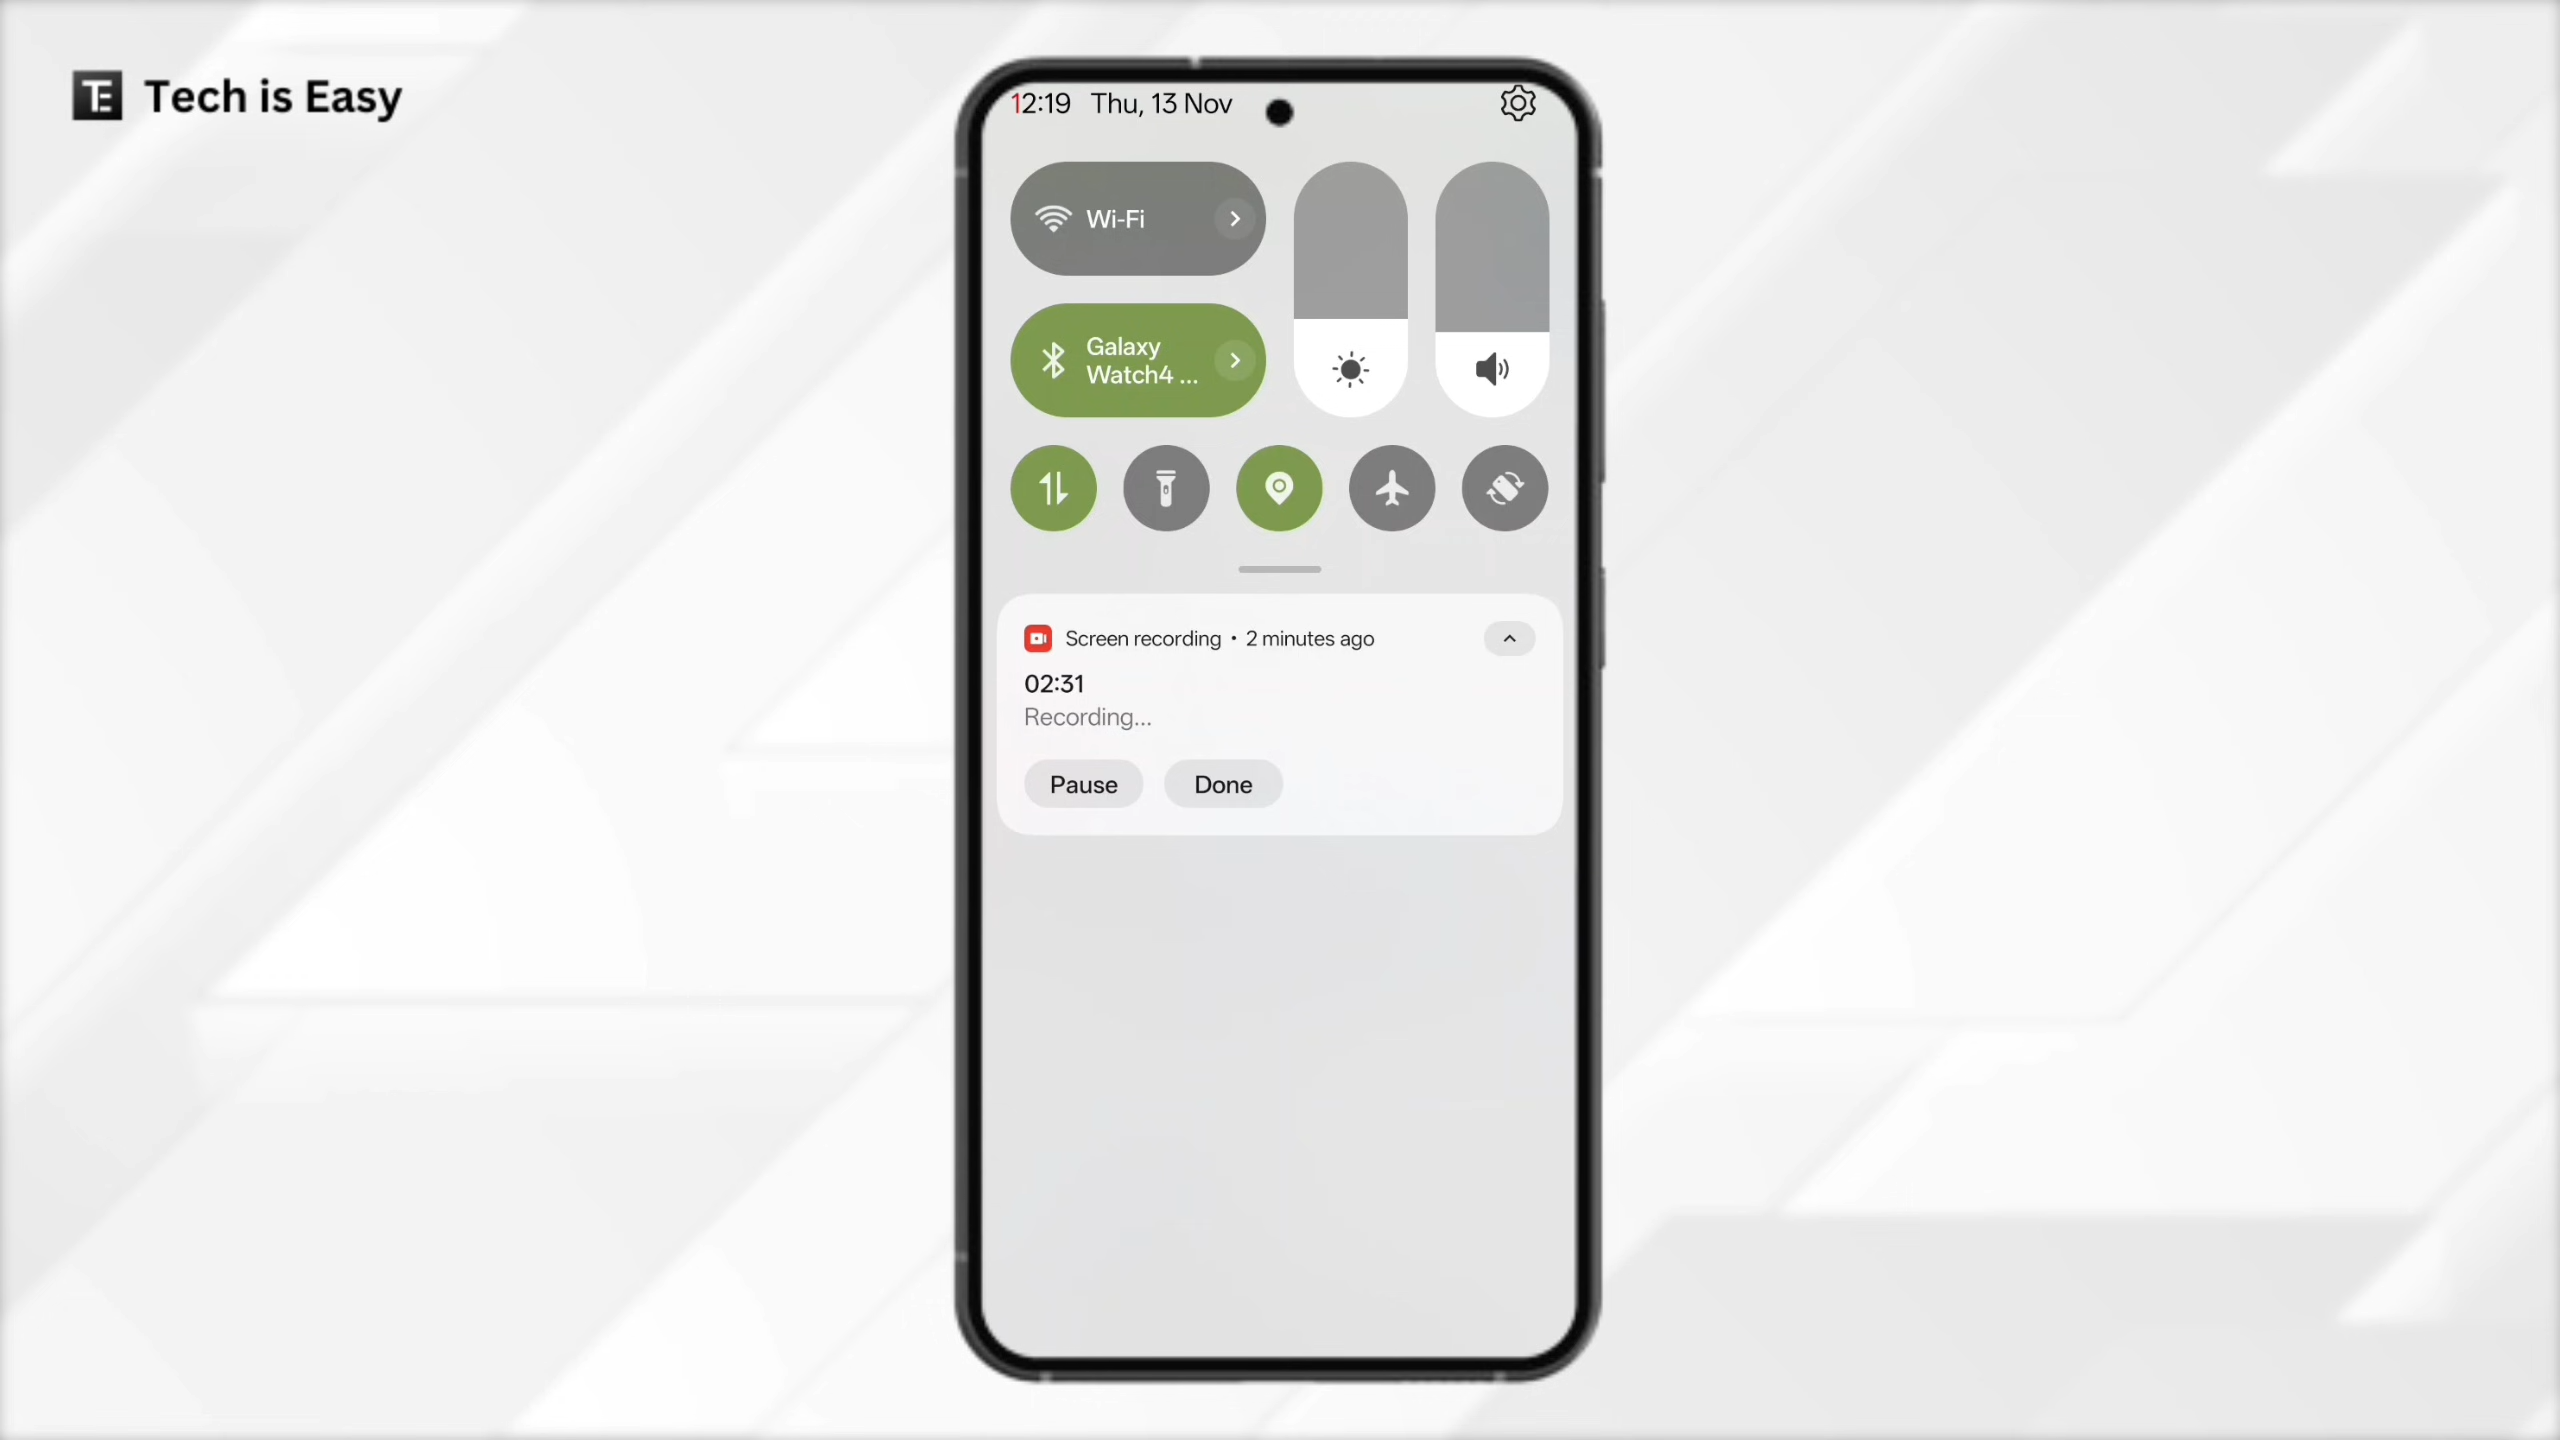 TE Tech is Easy
12:19 Thu, 13 Nov
Wi-Fi
Galaxy
Watch4 ...
Screen recording • 2 minutes ago
02:31
Recording...
Pause Done